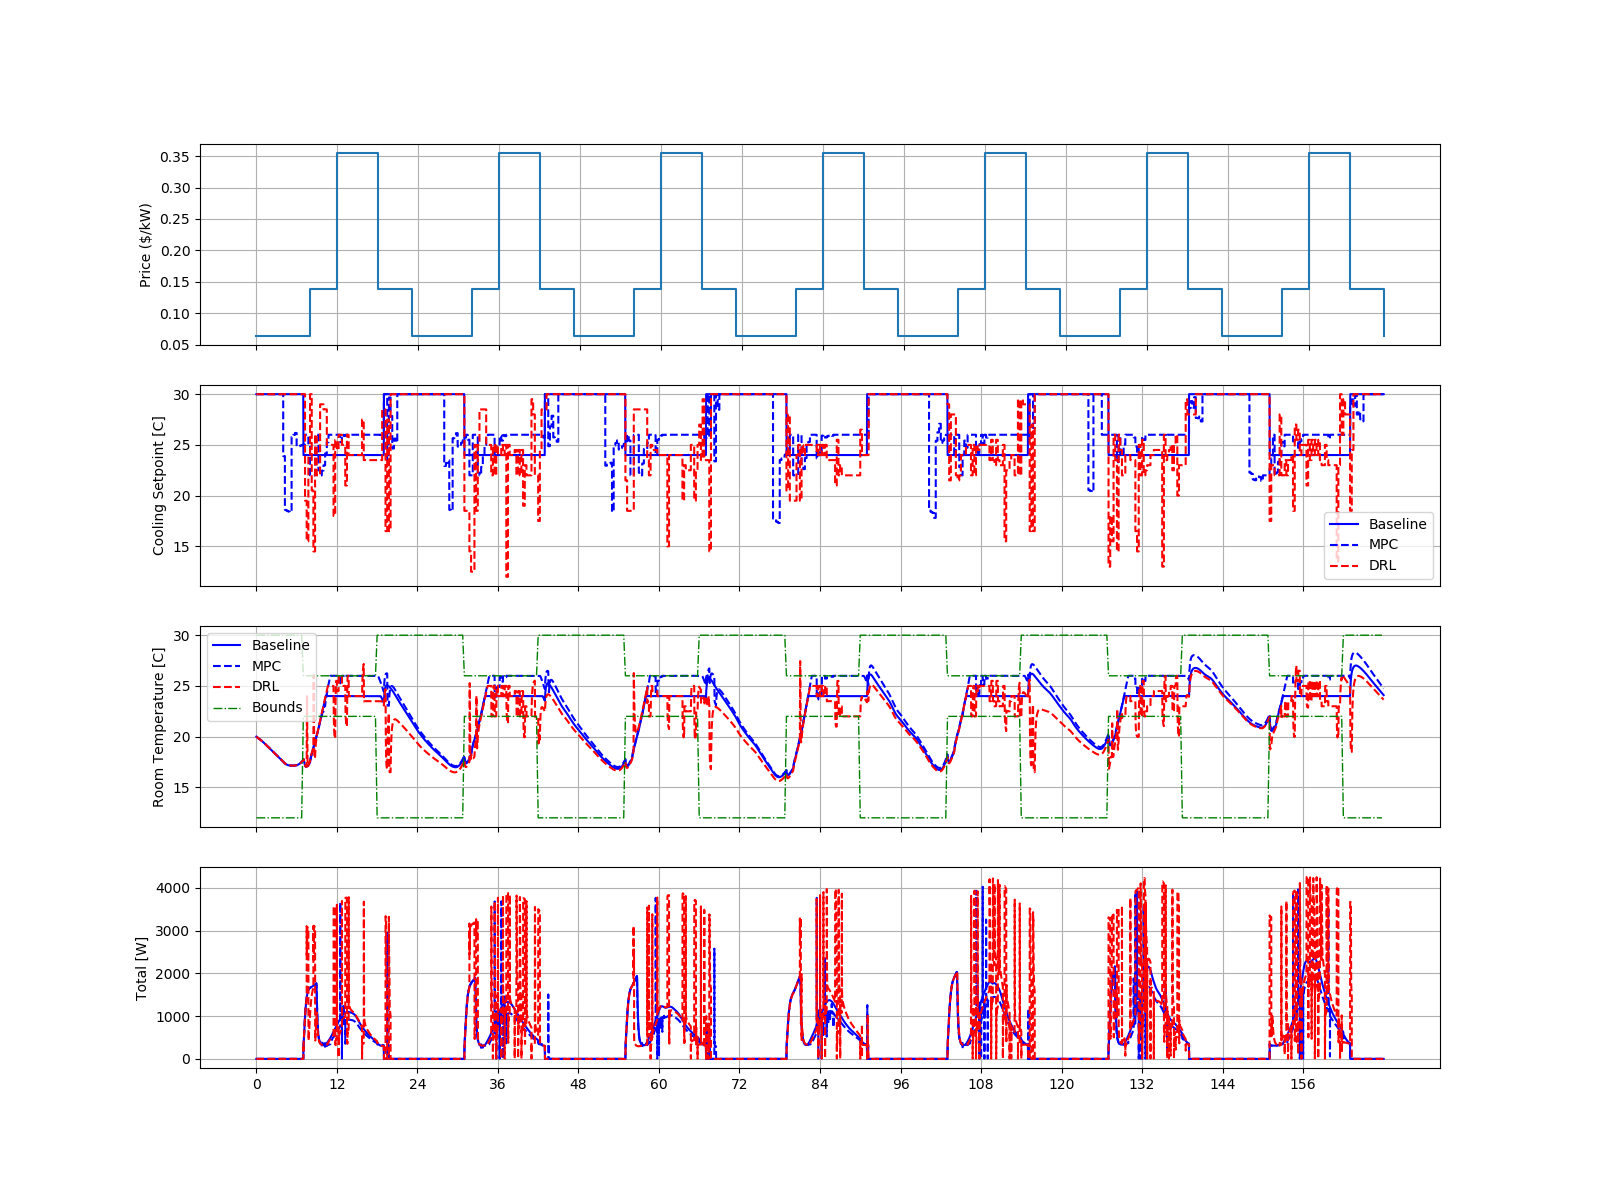 Price ($/kW)
0.35
0.30
0.25
0.20
0.15
0.10
0.05
Cooling Setpoint [C]
30
25
20
15
Baseline
MPC
DRL
Room Temperature [C]
30
25
20
15
Baseline
MPC
DRL
Bounds
Total [W]
4000
3000
2000
1000
0
0 12 24 36 48 60 72 84 96 108 120 132 144 156